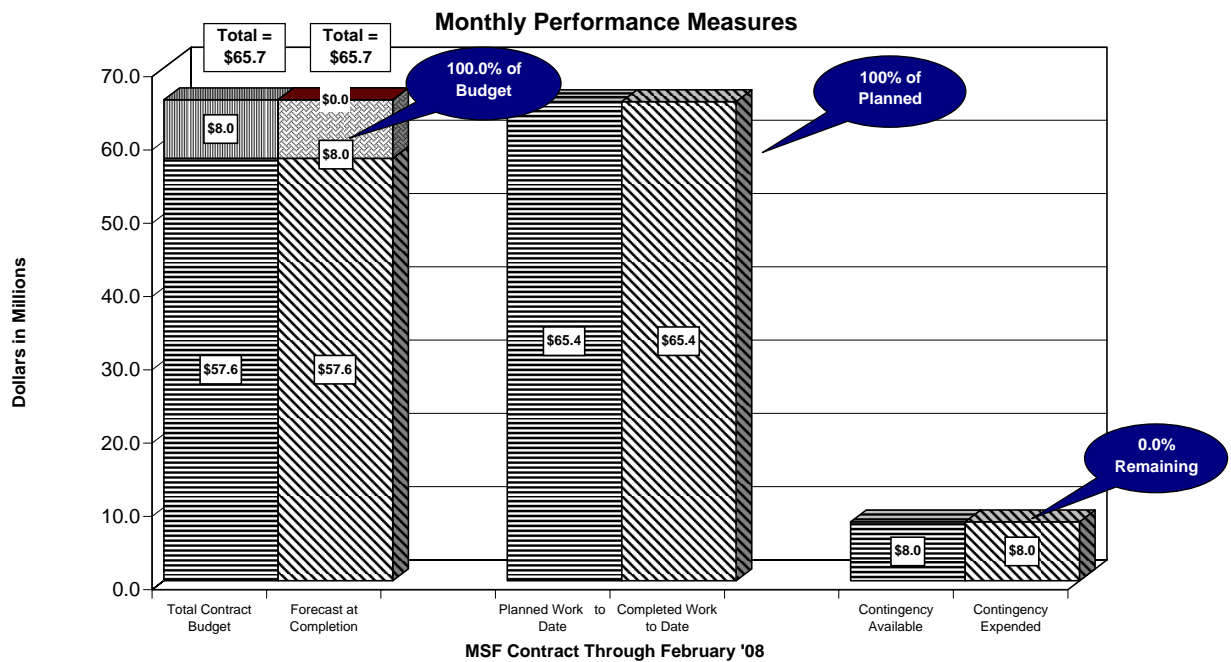 Monthly Performance Measures
Total =
$65.7
Total =
$65.7
100.0% of
Budget
100% of
Planned
0.0%
Remaining
Dollars in Millions
70.0
60.0
50.0
40.0
30.0
20.0
10.0
0.0
$8.0
$0.0
$8.0
$57.6
$57.6
$65.4
$65.4
$8.0
$8.0
Total Contract
Budget
Forecast at
Completion
Planned Work to
Date
Completed Work
to Date
Contingency
Available
Contingency
Expended
MSF Contract Through February '08